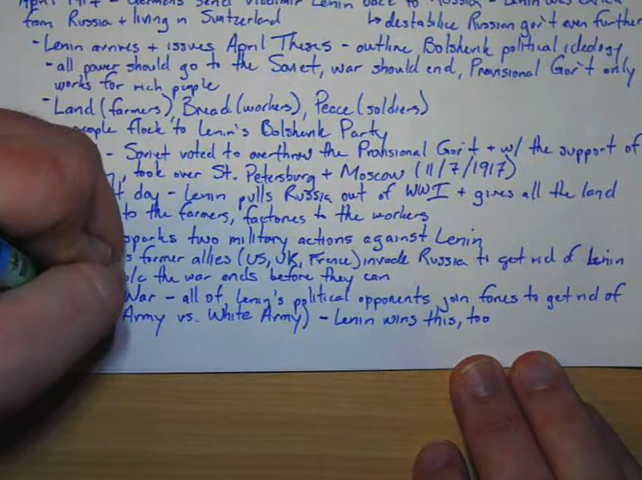 April 1917 - Germans send Vladimir Lenin back to Russia - Lenin was
from Russia + living in Switzerland ↳ destabilize Russian gov't even further
- Lenin arrives + issues April Theses - outline Bolshevik political ideology
- all power should go to the Soviet, war should end, Provisional Gov't only
works for rich people
- Land (farmers) Bread (workers), Peace (soldiers)
people flock to Lenin's Bolshevik Party
- Soviet voted to overthrow the Provisional Gov't + w/ the support of
, took over St. Petersburg + Moscow (11/7/1917)
t day - Lenin pulls Russia out of WWI + gives all the land
to the farmers, factories to the workers
sparks two military actions against Lenin
s former allies (US, UK, France) invade Russia to get rid of Lenin
b/c the war ends before they can
War - all of Lenin's political opponents join forces to get rid of
Army vs. White Army) - Lenin wins this, too